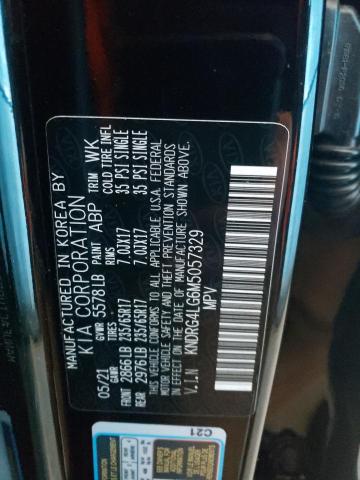 MANUFACTURED IN KOREA BY
KIA CORPORATION
05/21 GVWR 5578LB PAINT ABP TRIM WK
GAWR TIRES RIMS COLD TIRE INFL
FRONT 2866LB 235/65R17 7.0JX17 35 PSI SINGLE
REAR 2976LB 235/65R17 7.0JX17 35 PSI SINGLE
THIS VEHICLE CONFORMS TO ALL APPLICABLE U.S.A. FEDERAL
MOTOR VEHICLE SAFETY AND THEFT PREVENTION STANDARDS
IN EFFECT ON THE DATE OF MANUFACTURE SHOWN ABOVE.
V.I.N KNDRG4LG6M5057329
MPV
C21